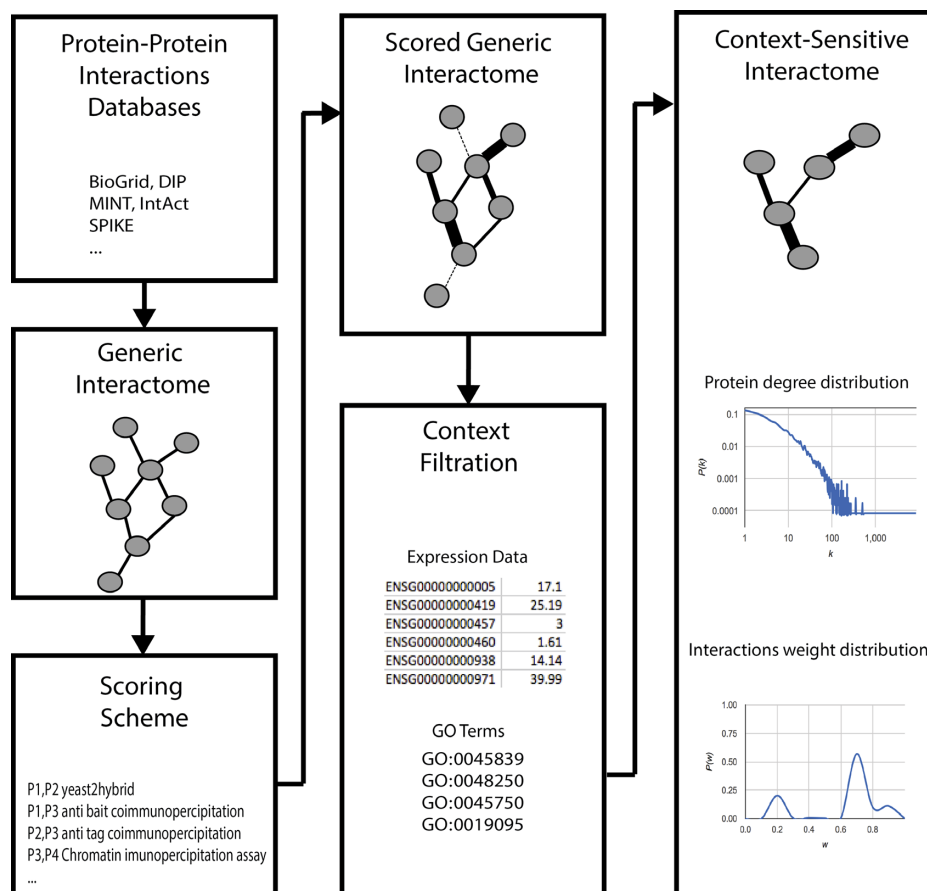 Protein-Protein
Interactions
Databases
BioGrid, DIP
MINT, IntAct
SPIKE
...
Generic
Interactome
Scoring
Scheme
P1,P2 yeast2hybrid
P1,P3 anti bait coimmunopercipitation
P2,P3 anti tag coimmunopercipitation
P3,P4 Chromatin imunopercipitation assay
...
Scored Generic
Interactome
Context
Filtration
Expression Data
ENSG00000000005 17.1
ENSG00000000419 25.19
ENSG00000000457 3
ENSG00000000460 1.61
ENSG00000000938 14.14
ENSG00000000971 39.99
GO Terms
GO:0045839
GO:0048250
GO:0045750
GO:0019095
Context-Sensitive
Interactome
Protein degree distribution
P(k)
0.1
0.01
0.001
0.0001
1 10 100 1,000
k
Interactions weight distribution
P(w)
1.00
0.75
0.50
0.25
0.00
0.0 0.2 0.4 0.6 0.8
w